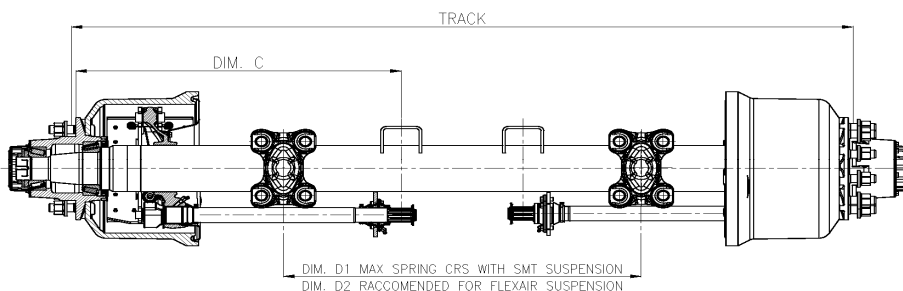 TRACK
DIM. C
DIM. D1 MAX SPRING CRS WITH SMT SUSPENSION
DIM. D2 RACCOMENDED FOR FLEXAIR SUSPENSION